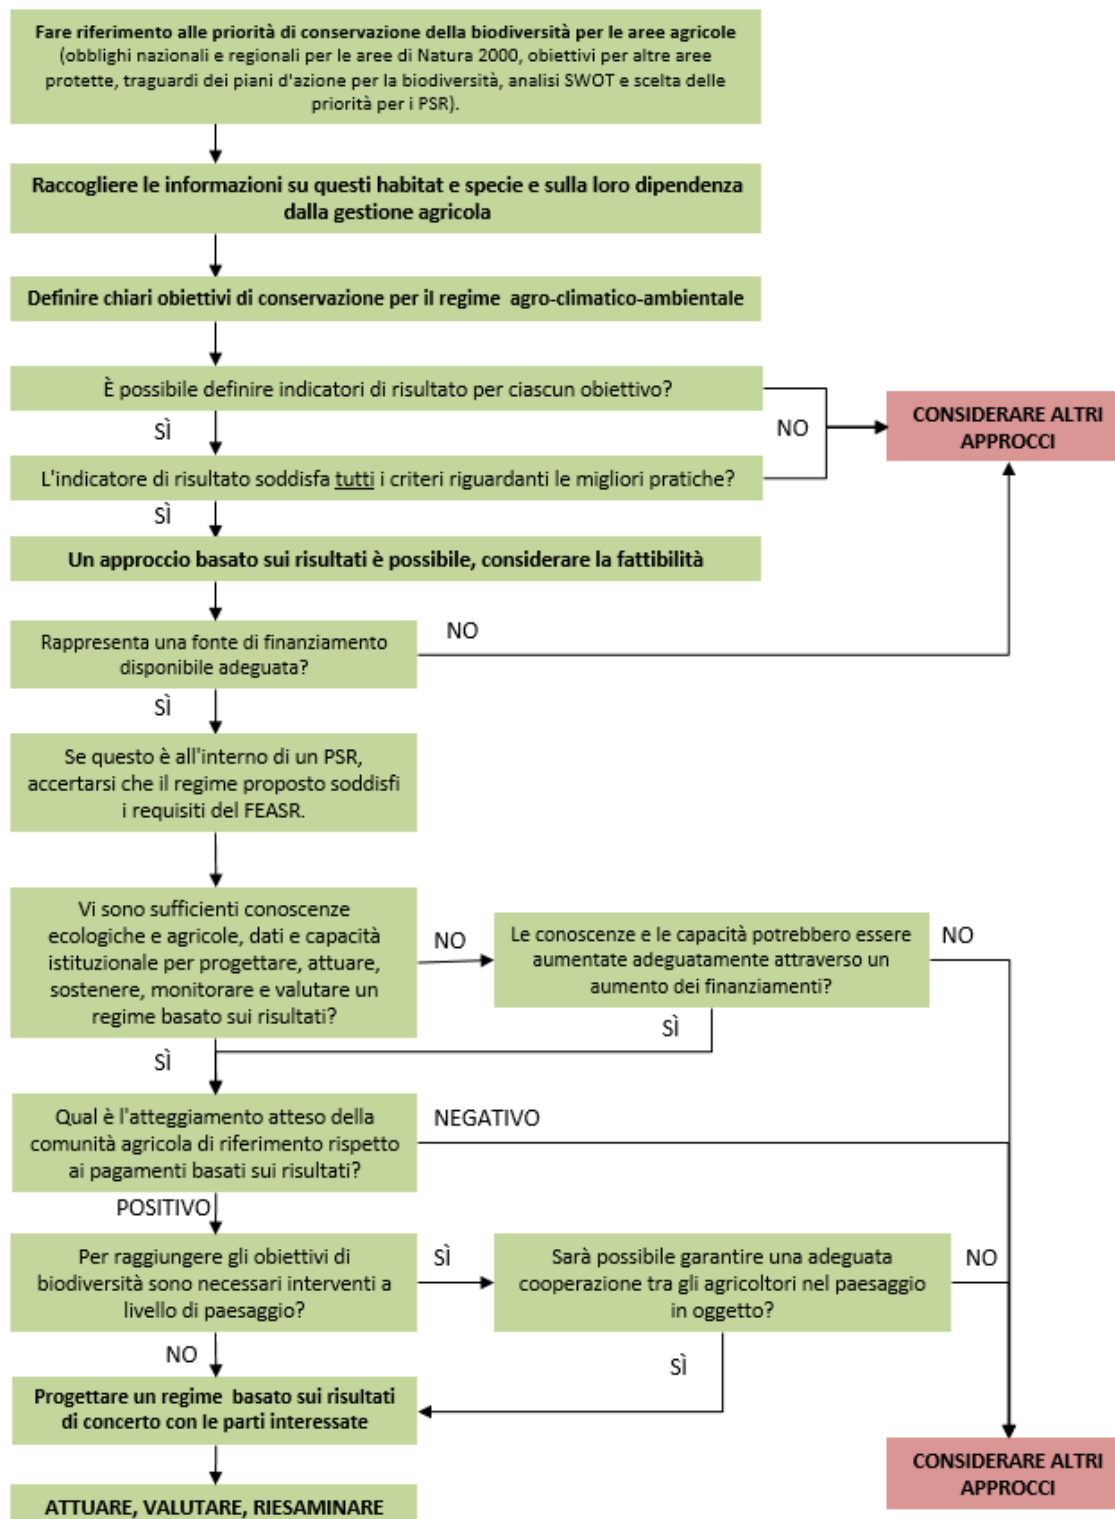 Fare riferimento alle priorità di conservazione della biodiversità per le aree agricole
(obblighi nazionali e regionali per le aree di Natura 2000, obiettivi per altre aree
protette, traguardi dei piani d'azione per la biodiversità, analisi SWOT e scelta delle
priorità per i PSR).
Raccogliere le informazioni su questi habitat e specie e sulla loro dipendenza
dalla gestione agricola
Definire chiari obiettivi di conservazione per il regime agro-climatico-ambientale
È possibile definire indicatori di risultato per ciascun obiettivo?
SÌ
NO
CONSIDERARE ALTRI
APPROCCI
L'indicatore di risultato soddisfa tutti i criteri riguardanti le migliori pratiche?
SÌ
Un approccio basato sui risultati è possibile, considerare la fattibilità
Rappresenta una fonte di finanziamento
disponibile adeguata?
NO
SÌ
Se questo è all'interno di un PSR,
accertarsi che il regime proposto soddisfi
i requisiti del FEASR.
Vi sono sufficienti conoscenze
ecologiche e agricole, dati e capacità
istituzionale per progettare, attuare,
sostenere, monitorare e valutare un
regime basato sui risultati?
NO
Le conoscenze e le capacità potrebbero essere
aumentate adeguatamente attraverso un
aumento dei finanziamenti?
NO
SÌ
SÌ
Qual è l'atteggiamento atteso della
comunità agricola di riferimento rispetto
ai pagamenti basati sui risultati?
NEGATIVO
POSITIVO
Per raggiungere gli obiettivi di
biodiversità sono necessari interventi a
livello di paesaggio?
SÌ
Sarà possibile garantire una adeguata
cooperazione tra gli agricoltori nel paesaggio
in oggetto?
NO
NO
SÌ
Progettare un regime basato sui risultati
di concerto con le parti interessate
CONSIDERARE ALTRI
APPROCCI
ATTUARE, VALUTARE, RIESAMINARE